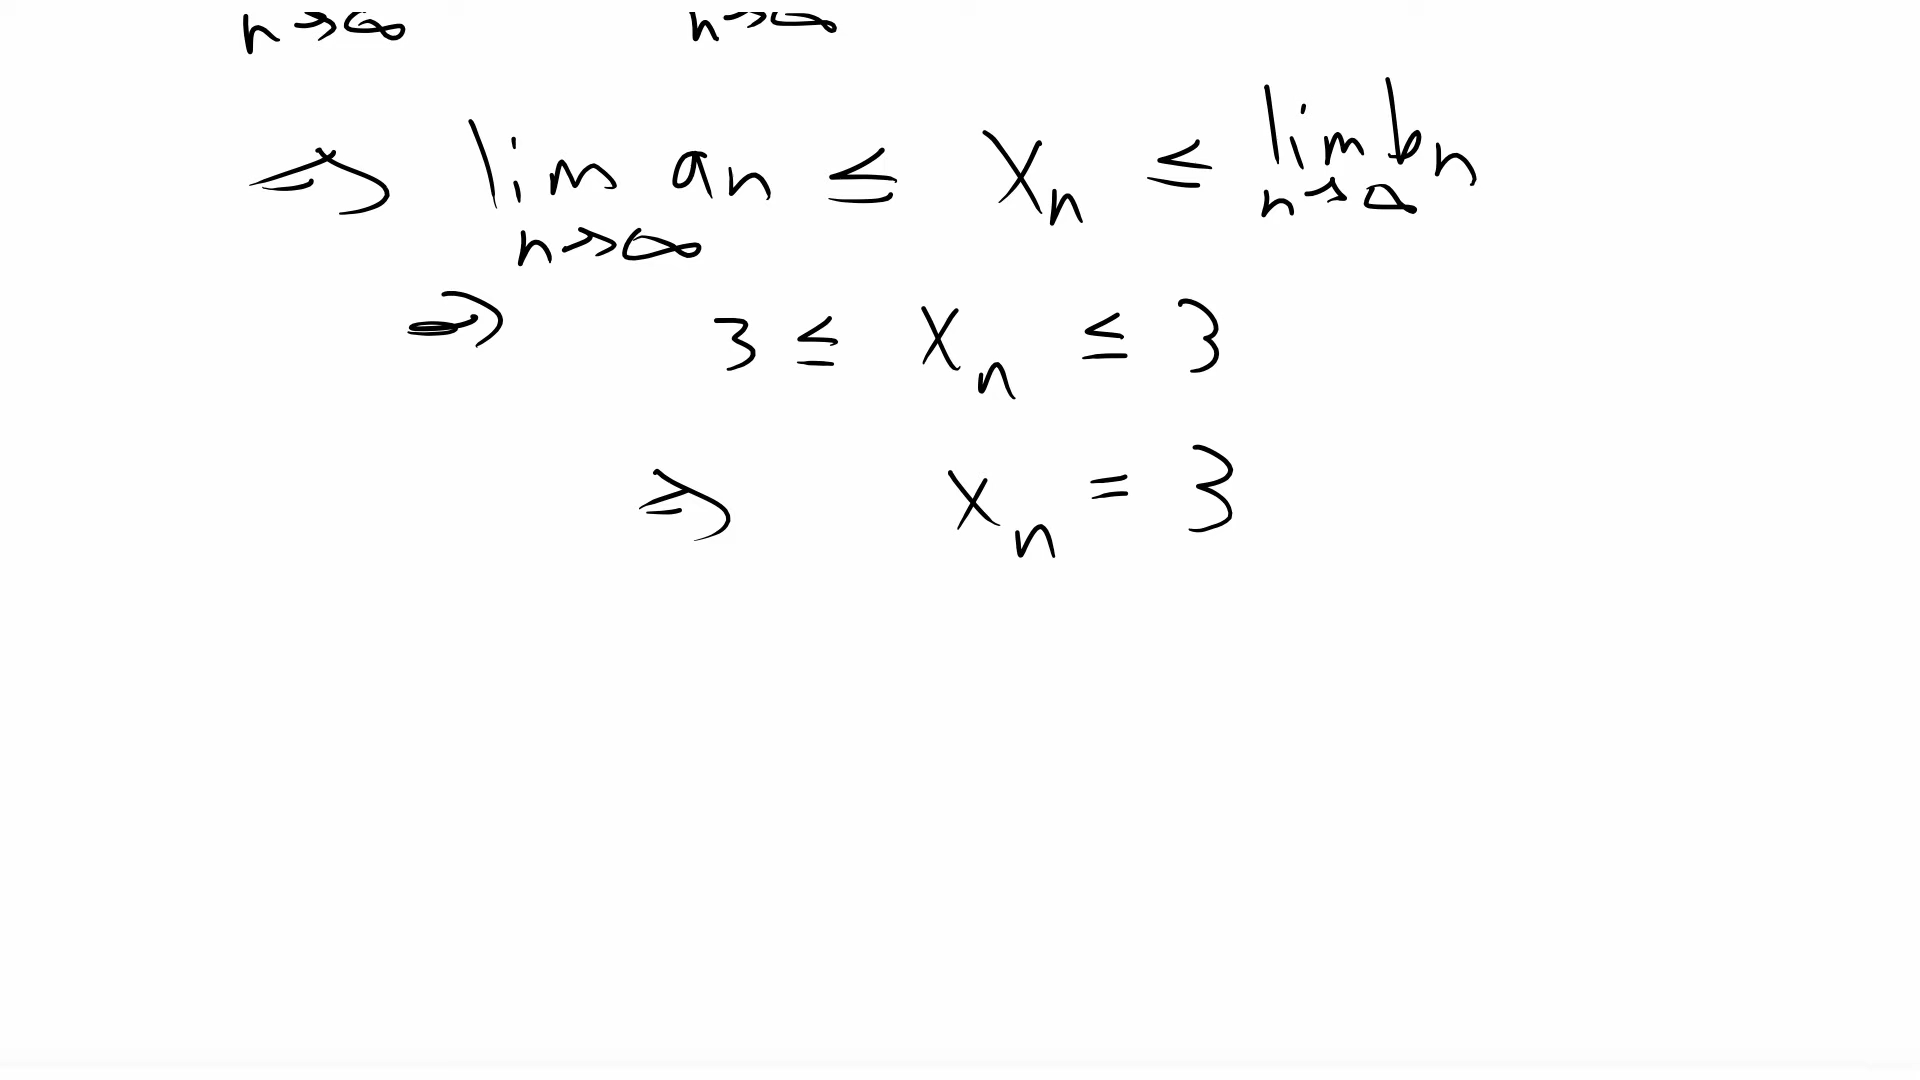 n→∞ n→∞
⇒ lim an ≤ xn ≤ lim bn
n→∞ n→∞
⇒ 3 ≤ xn ≤ 3
⇒ xn = 3